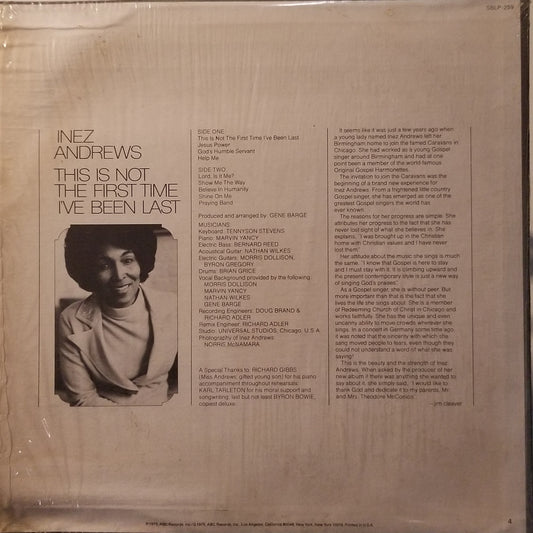 SBLP-259
INEZ
ANDREWS
THIS IS NOT
THE FIRST TIME
I'VE BEEN LAST
SIDE ONE
This Is Not The First Time I've Been Last
Jesus Power
God's Humble Servant
Help Me
SIDE TWO
Lord, Is it Me?
Show Me The Way
Believe In Humanity
Shine On Me
Praying Band
Produced and arranged by: GENE BARGE
MUSICIANS:
Keyboard: TENNYSON STEVENS
Piano: MARVIN YANCY
Electric Bass: BERNARD REED
Acoustical Guitar: NATHAN WILKES
Electric Guitars: MORRIS DOLLISON,
BYRON GREGORY
Drums: BRIAN GRICE
Vocal Background provided by the following:
MORRIS DOLLISON
MARVIN YANCY
NATHAN WILKES
GENE BARGE
Recording Engineers: DOUG BRAND &
RICHARD ADLER
Remix Engineer: RICHARD ADLER
Studio: UNIVERSAL STUDIOS, Chicago, U.S.A.
Photography of Inez Andrews:
NORRIS McNAMARA
A Special Thanks to: RICHARD GIBBS
(Miss Andrews' gifted young son) for his piano
accompaniment throughout rehearsals:
KARL TARLETON for his moral support and
songwriting; last but not least BYRON BOWIE,
copiest deluxe.
It seems like it was just a few years ago when
a young lady named Inez Andrews left her
Birmingham home to join the famed Caravans in
Chicago. She had worked as a young Gospel
singer around Birmingham and had at one
point been a member of the world-famous
Original Gospel Harmonettes.
The invitation to join the Caravans was the
beginning of a brand new experience for
Inez Andrews. From a frightened little country
Gospel singer, she has emerged as one of the
greatest Gospel singers the world has
ever known.
The reasons for her progress are simple. She
attributes her progress to the fact that she has
never lost sight of what she believes in. She
explains, "I was brought up in the Christian
home with Christian values and I have never
lost them."
Her attitude about the music she sings is much
the same. "I know that Gospel is here to stay
and I must stay with it. It is climbing upward and
the present contemporary style is just a new way
of singing God's praises."
As a Gospel singer, she is without peer. But
more important than that is the fact that she
lives the life she sings about. She is a member
of Redeeming Church of Christ in Chicago and
works faithfully. She has the unique and even
uncanny ability to move crowds wherever she
sings. In a concert in Germany some time ago,
it was noted that the sincerity with which she
sang moved people to tears, even though they
could not understand a word of what she was
saying!
This is the beauty and the strength of Inez
Andrews. When asked by the producer of her
new album if there was anything she wanted to
say about it, she simply said, "I would like to
thank God and dedicate it to my parents, Mr.
and Mrs. Theodore McConico."
—jim cleaver
℗1975, ABC Records, Inc./©1975, ABC Records, Inc., Los Angeles, California 90048, New York, New York 10019. Printed in U.S.A.
4